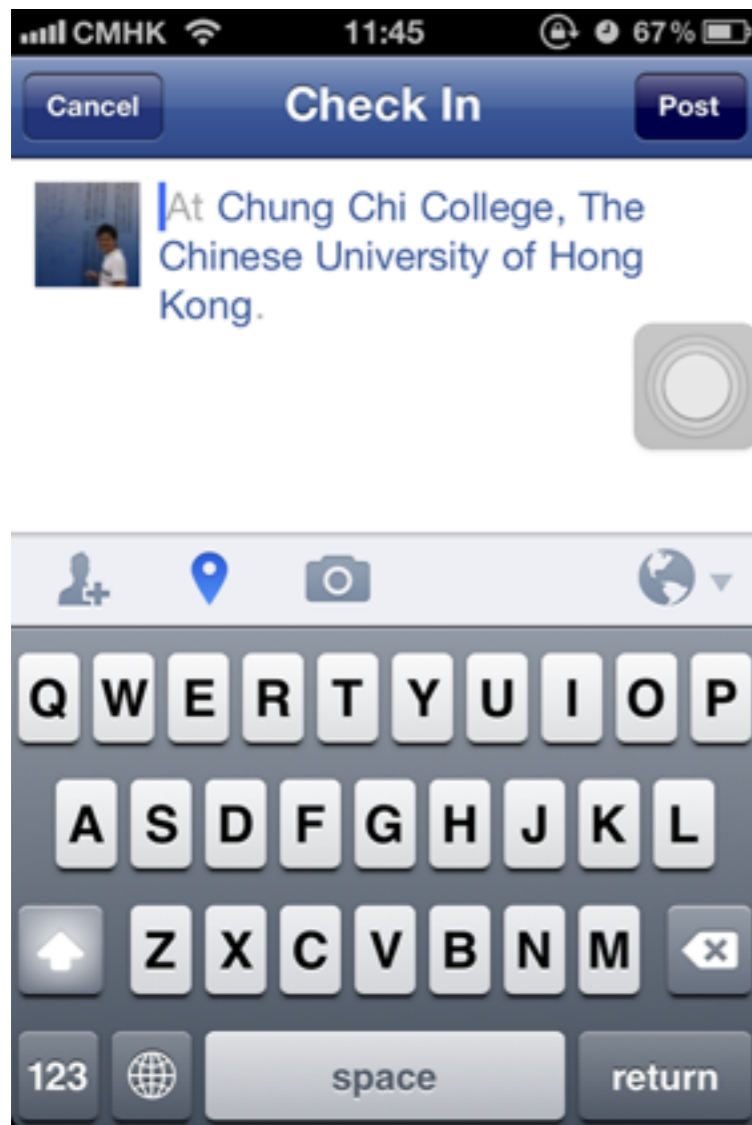 CMHK 11:45 67%
Cancel Check In Post
At Chung Chi College, The
Chinese University of Hong
Kong.
Q W E R T Y U I O P
A S D F G H J K L
Z X C V B N M
123 space return